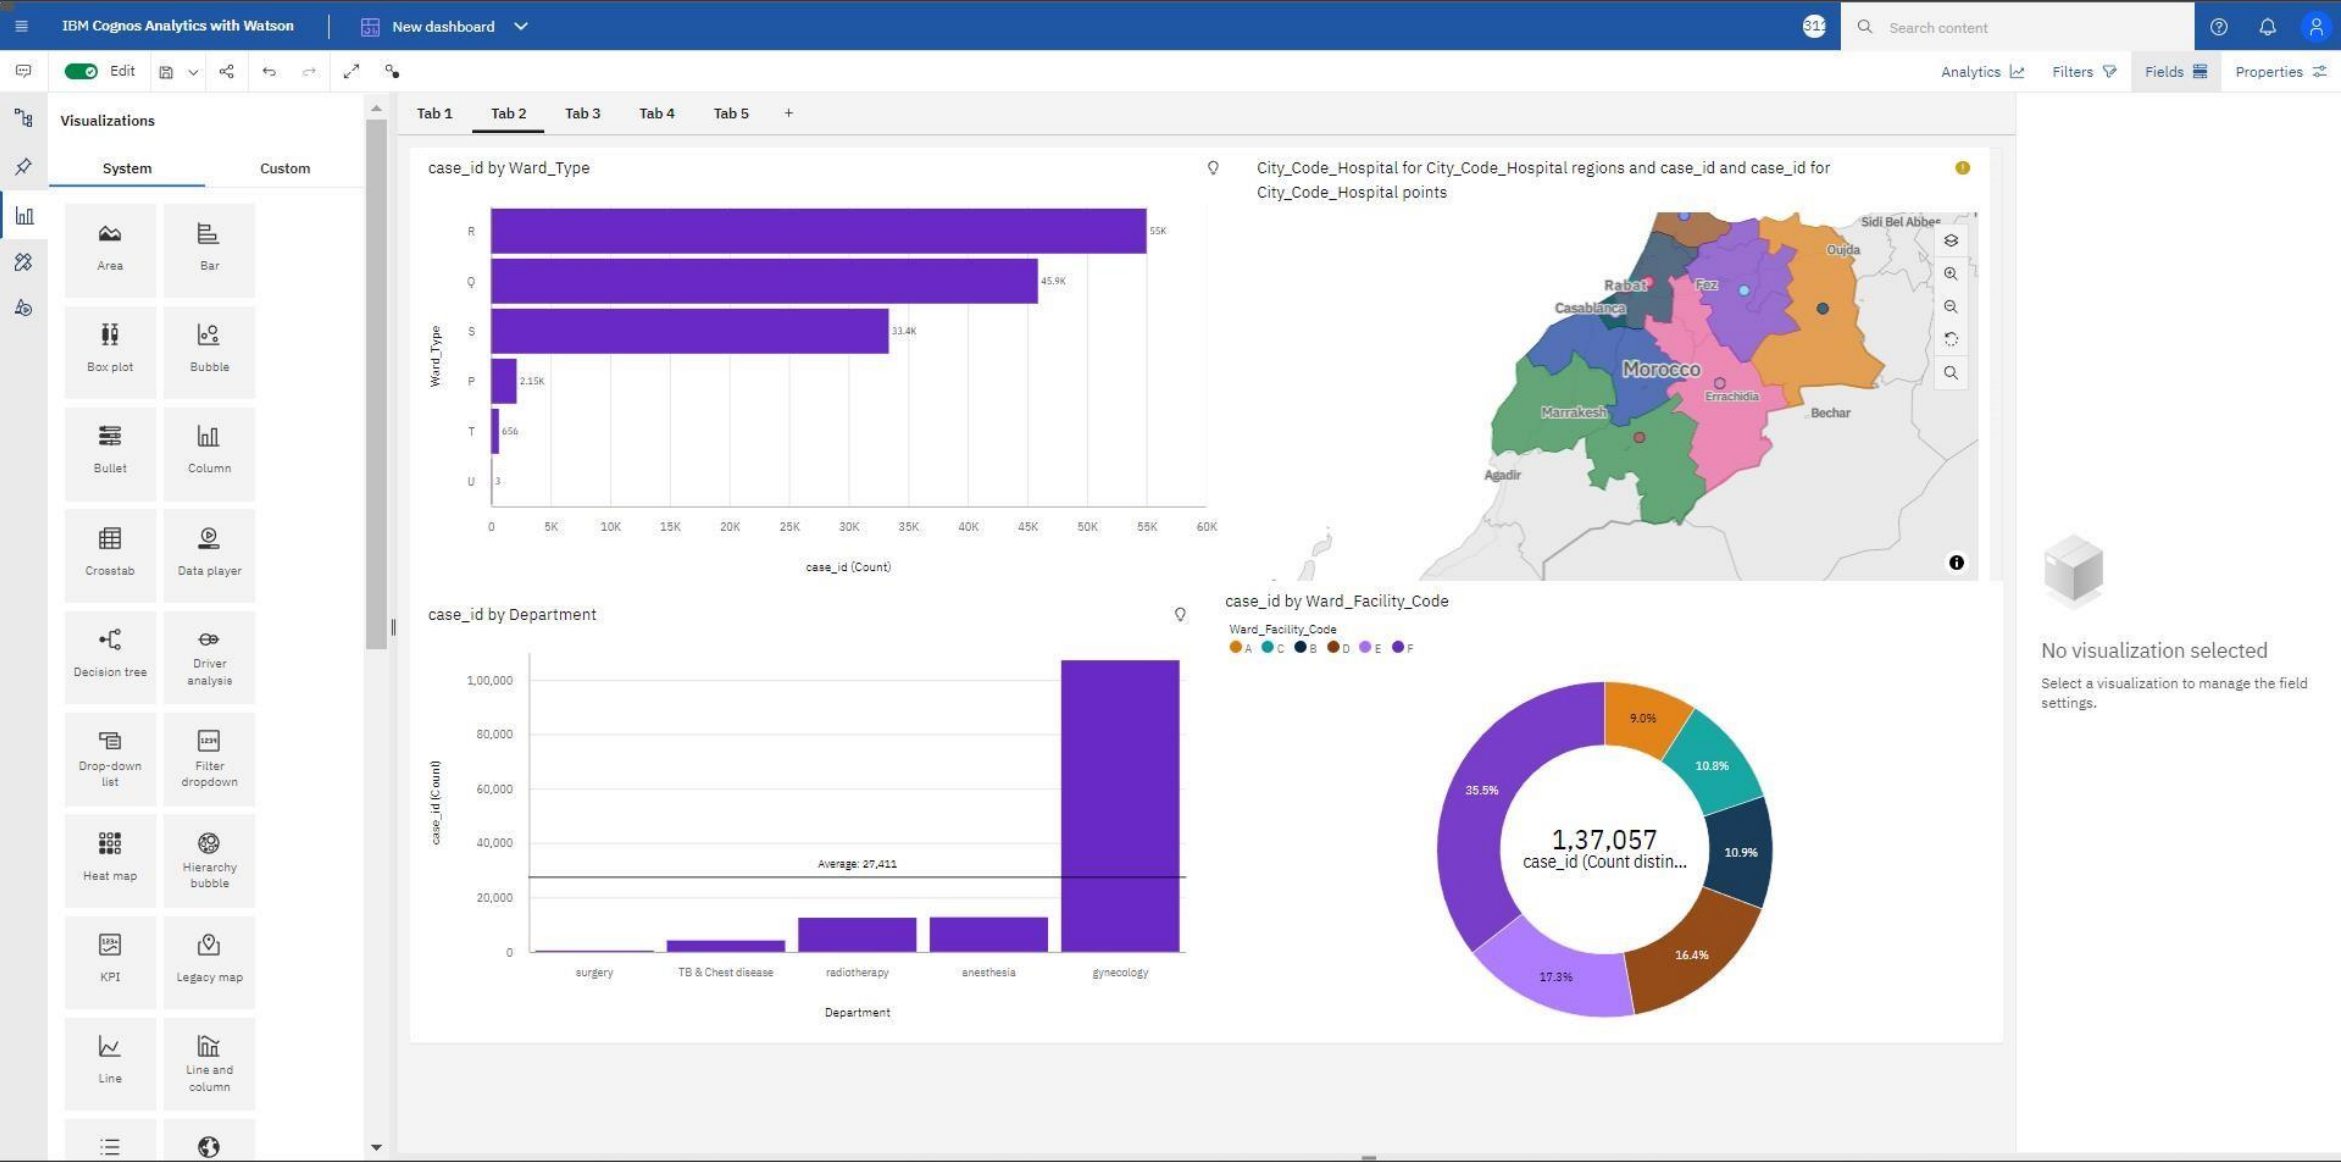 IBM Cognos Analytics with Watson
New dashboard
311
Search content
Edit
Analytics
Filters
Fields
Properties
Visualizations
System
Custom
Area
Bar
Box plot
Bubble
Bullet
Column
Crosstab
Data player
Decision tree
Driver
analysis
Drop-down
list
Filter
dropdown
Heat map
Hierarchy
bubble
KPI
Legacy map
Line
Line and
column
Tab 1
Tab 2
Tab 3
Tab 4
Tab 5
+
case_id by Ward_Type
Ward_Type
R
55K
Q
45.9K
S
33.4K
P
2.15K
T
656
U
3
0
5K
10K
15K
20K
25K
30K
35K
40K
45K
50K
55K
60K
case_id (Count)
City_Code_Hospital for City_Code_Hospital regions and case_id and case_id for
City_Code_Hospital points
Sidi Bel Abbes
Oujda
Rabat
Fez
Casablanca
Morocco
Errachidia
Marrakesh
Bechar
Agadir
case_id by Department
case_id (Count)
1,00,000
80,000
60,000
40,000
20,000
0
Average: 27,411
surgery
TB & Chest disease
radiotherapy
anesthesia
gynecology
Department
case_id by Ward_Facility_Code
Ward_Facility_Code
A
C
B
D
E
F
9.0%
10.8%
10.9%
16.4%
17.3%
35.5%
1,37,057
case_id (Count distin...
No visualization selected
Select a visualization to manage the field
settings.